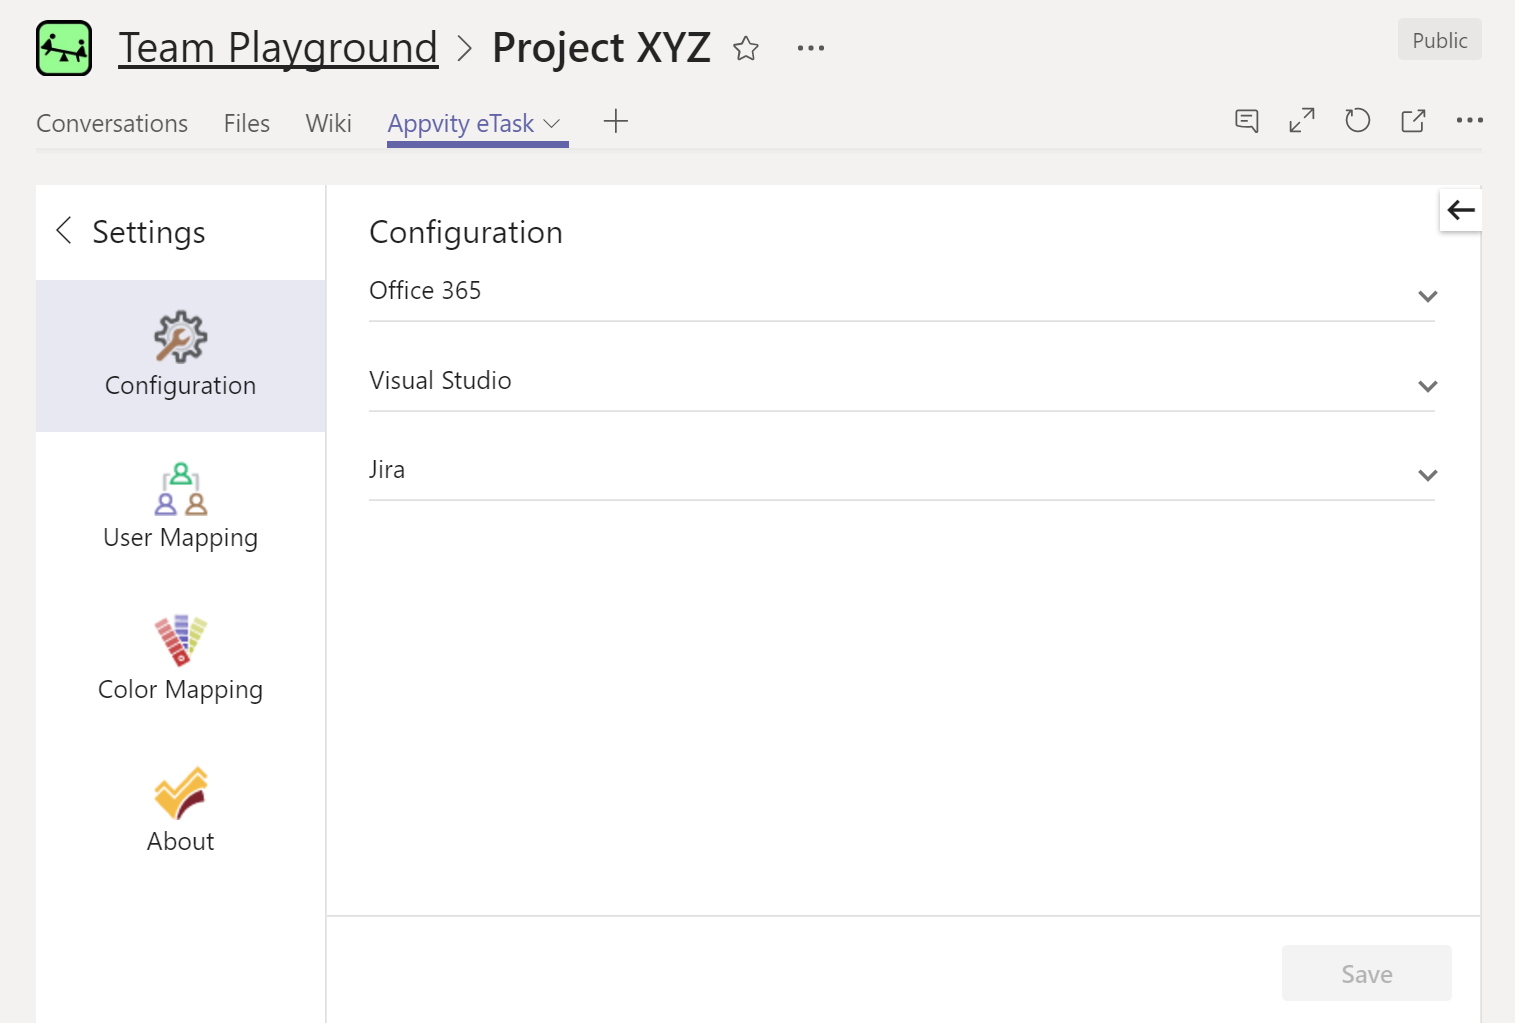 Team Playground > Project XYZ
Public
Conversations Files Wiki Appvity eTask
Settings
Configuration
User Mapping
Color Mapping
About
Configuration
Office 365
Visual Studio
Jira
Save